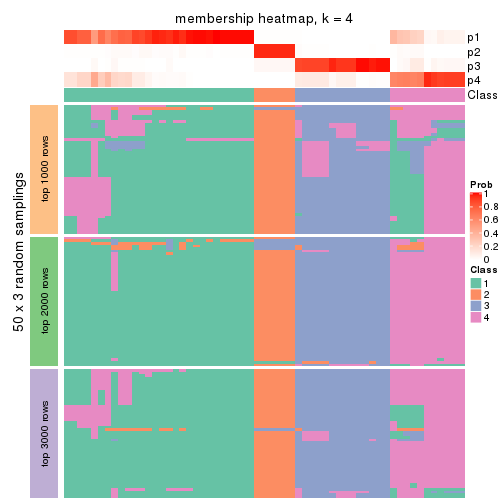 membership heatmap, k = 4
p1
p2
p3
p4
Class
50 x 3 random samplings
top 1000 rows
top 2000 rows
top 3000 rows
Prob
1
0.8
0.6
0.4
0.2
0
Class
1
2
3
4